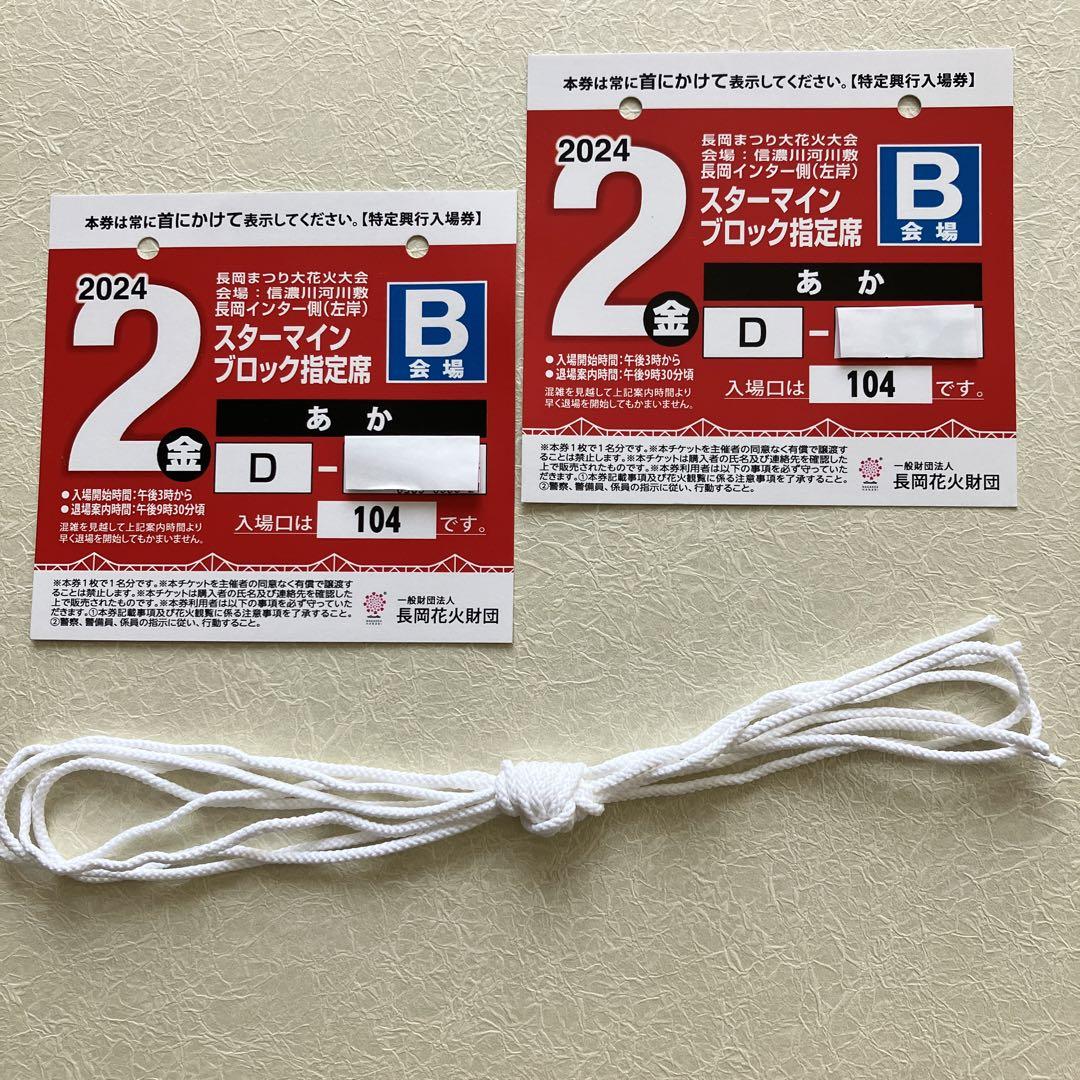 本券は常に首にかけて表示してください。【特定興行入場券】
2024
2
金
長岡まつり大花火大会
会場：信濃川河川敷
長岡インター側(左岸)
スターマイン
ブロック指定席
B
会場
あか
D
-
●入場開始時間：午後3時から
●退場案内時間：午後9時30分頃
混雑を見越して上記案内時間より
早く退場を開始してもかまいません。
入場口は 104 です。
※本券1枚で1名分です。※本チケットを主催者の同意なく有償で譲渡す
ることは禁止します。※本チケットは購入者の氏名及び連絡先を確認した
上で販売されたものです。※本券利用者は以下の事項を必ず守っていた
だきます。①本券記載事項及び花火観覧に係る注意事項を了承すること。
②警察、警備員、係員の指示に従い、行動すること。
NAGAOKA
HANABI
一般財団法人
長岡花火財団
本券は常に首にかけて表示してください。【特定興行入場券】
2024
2
金
長岡まつり大花火大会
会場：信濃川河川敷
長岡インター側(左岸)
スターマイン
ブロック指定席
B
会場
あか
D
-
●入場開始時間：午後3時から
●退場案内時間：午後9時30分頃
混雑を見越して上記案内時間より
早く退場を開始してもかまいません。
入場口は 104 です。
※本券1枚で1名分です。※本チケットを主催者の同意なく有償で譲渡す
ることは禁止します。※本チケットは購入者の氏名及び連絡先を確認した
上で販売されたものです。※本券利用者は以下の事項を必ず守っていた
だきます。①本券記載事項及び花火観覧に係る注意事項を了承すること。
②警察、警備員、係員の指示に従い、行動すること。
NAGAOKA
HANABI
一般財団法人
長岡花火財団